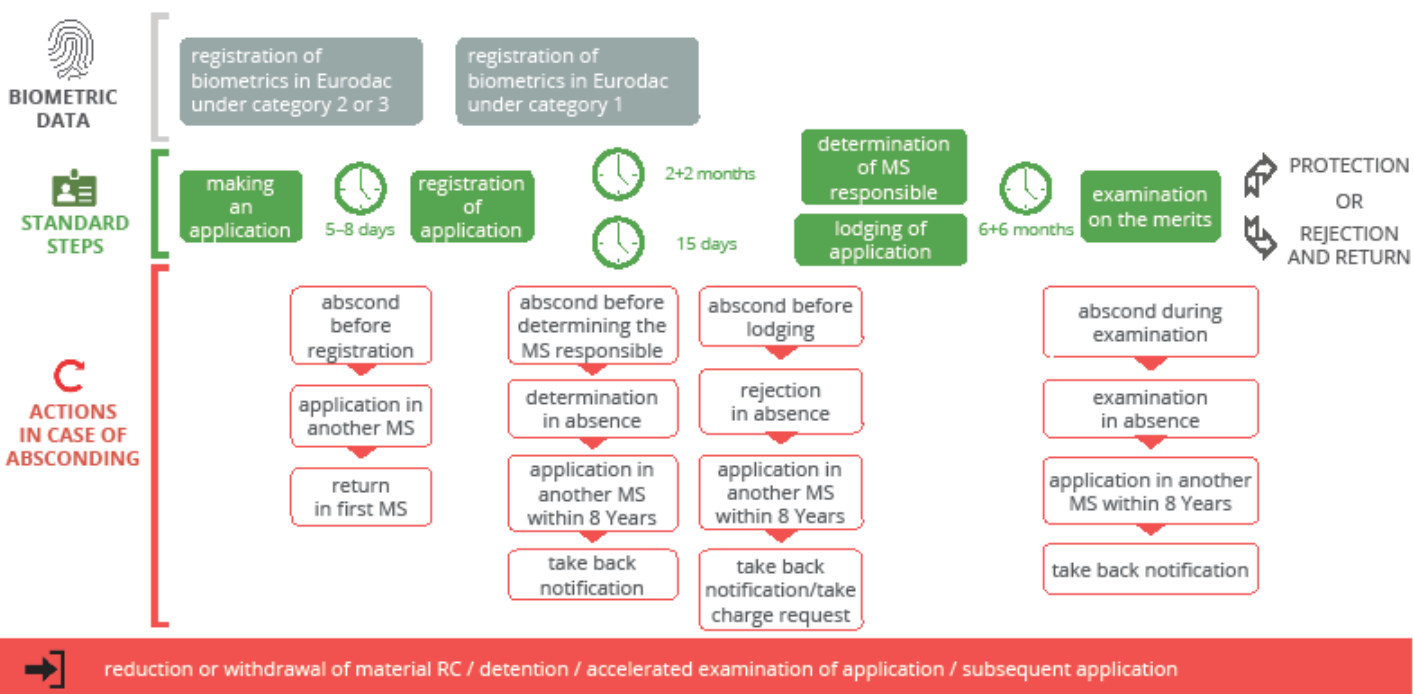 BIOMETRIC
DATA
registration of
biometrics in Eurodac
under category 2 or 3
registration of
biometrics in Eurodac
under category 1
STANDARD
STEPS
making
an
application
5–8 days
registration
of
application
2+2 months
15 days
determination
of MS
responsible
lodging of
application
6+6 months
examination
on the merits
PROTECTION
OR
REJECTION
AND RETURN
ACTIONS
IN CASE OF
ABSCONDING
abscond
before
registration
application in
another MS
return
in first MS
abscond before
determining the
MS responsible
determination
in absence
application in
another MS
within 8 Years
take back
notification
abscond before
lodging
rejection
in absence
application in
another MS
within 8 Years
take back
notification/take
charge request
abscond during
examination
examination
in absence
application in another
MS within 8 Years
take back notification
reduction or withdrawal of material RC / detention / accelerated examination of application / subsequent application